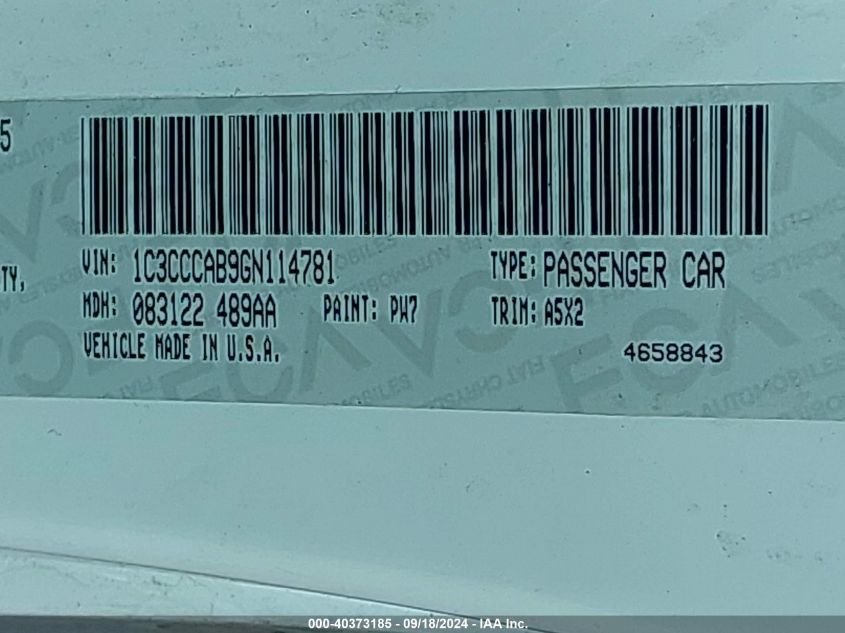 5
TY,
VIN: 1C3CCCAB9GN114781 TYPE: PASSENGER CAR
MDH: 083122 489AA PAINT: PW7 TRIM: A5X2
VEHICLE MADE IN U.S.A. 4658843
000-40373185 - 09/18/2024 - IAA Inc.